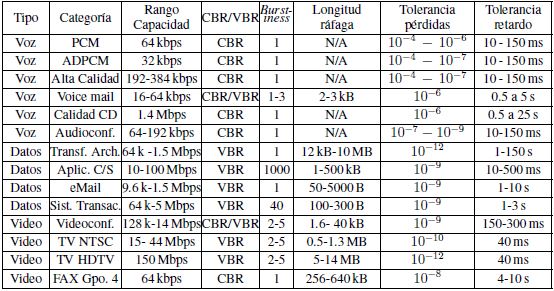 Tipo Categoría Rango Capacidad CBR/VBR Burst-iness Longitud ráfaga Tolerancia pérdidas Tolerancia retardo
Voz PCM 64 kbps CBR 1 N/A 10⁻⁴ − 10⁻⁶ 10 - 150 ms
Voz ADPCM 32 kbps CBR 1 N/A 10⁻⁴ − 10⁻⁷ 10 - 150 ms
Voz Alta Calidad 192-384 kbps CBR 1 N/A 10⁻⁴ − 10⁻⁷ 10 - 150 ms
Voz Voice mail 16-64 kbps CBR/VBR 1-3 2-3 kB 10⁻⁶ 0.5 a 5 s
Voz Calidad CD 1.4 Mbps CBR 1 N/A 10⁻⁶ 0.5 a 25 s
Voz Audioconf. 64-192 kbps CBR 1 N/A 10⁻⁷ − 10⁻⁹ 10-150 ms
Datos Transf. Arch. 64 k -1.5 Mbps VBR 1 12 kB-10 MB 10⁻¹² 1-150 s
Datos Aplic. C/S 10-100 Mbps VBR 1000 1-500 kB 10⁻⁹ 10-500 ms
Datos eMail 9.6 k-1.5 Mbps VBR 1 50-5000 B 10⁻⁹ 1-10 s
Datos Sist. Transac. 64 k-5 Mbps VBR 40 100-300 B 10⁻⁹ 1-3 s
Video Videoconf. 128 k-14 Mbps CBR/VBR 2-5 1.6- 40 kB 10⁻⁹ 150-300 ms
Video TV NTSC 15- 44 Mbps VBR 2-5 0.5-1.3 MB 10⁻¹⁰ 40 ms
Video TV HDTV 150 Mbps VBR 2-5 5-14 MB 10⁻¹² 40 ms
Video FAX Gpo. 4 64 kbps CBR 1 256-640 kB 10⁻⁸ 4-10 s